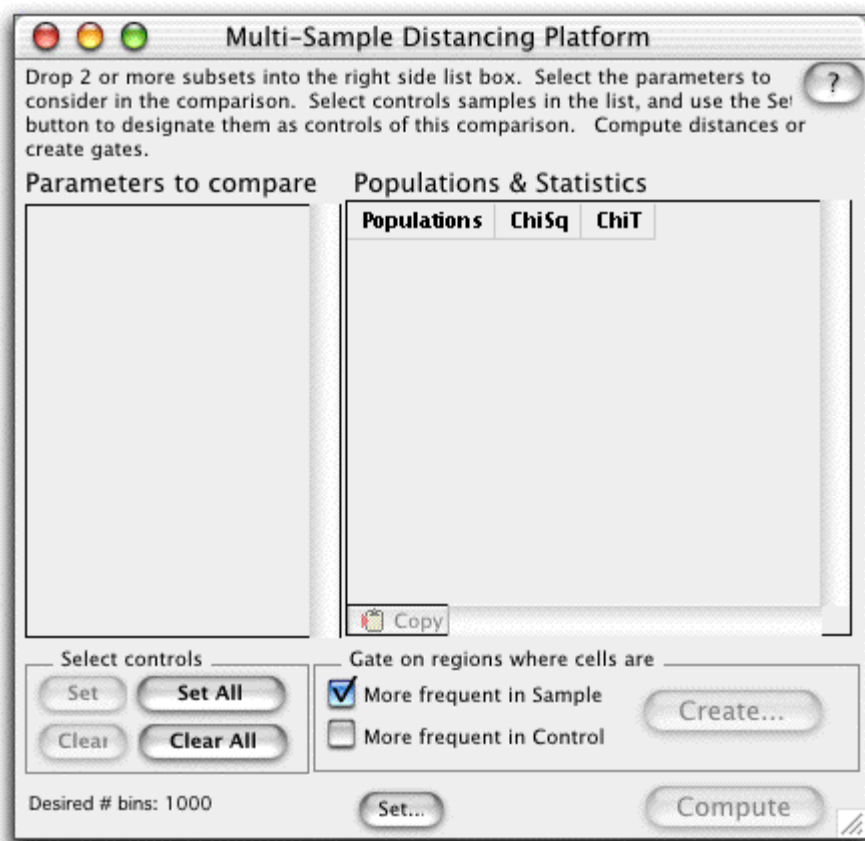 Multi-Sample Distancing Platform
Drop 2 or more subsets into the right side list box. Select the parameters to
?
consider in the comparison. Select controls samples in the list, and use the Set
button to designate them as controls of this comparison. Compute distances or
create gates.
Parameters to compare
Populations & Statistics
Populations ChiSq ChiT
Copy
Select controls
Set Set All
Clear Clear All
Gate on regions where cells are
More frequent in Sample
More frequent in Control
Create...
Desired # bins: 1000
Set...
Compute